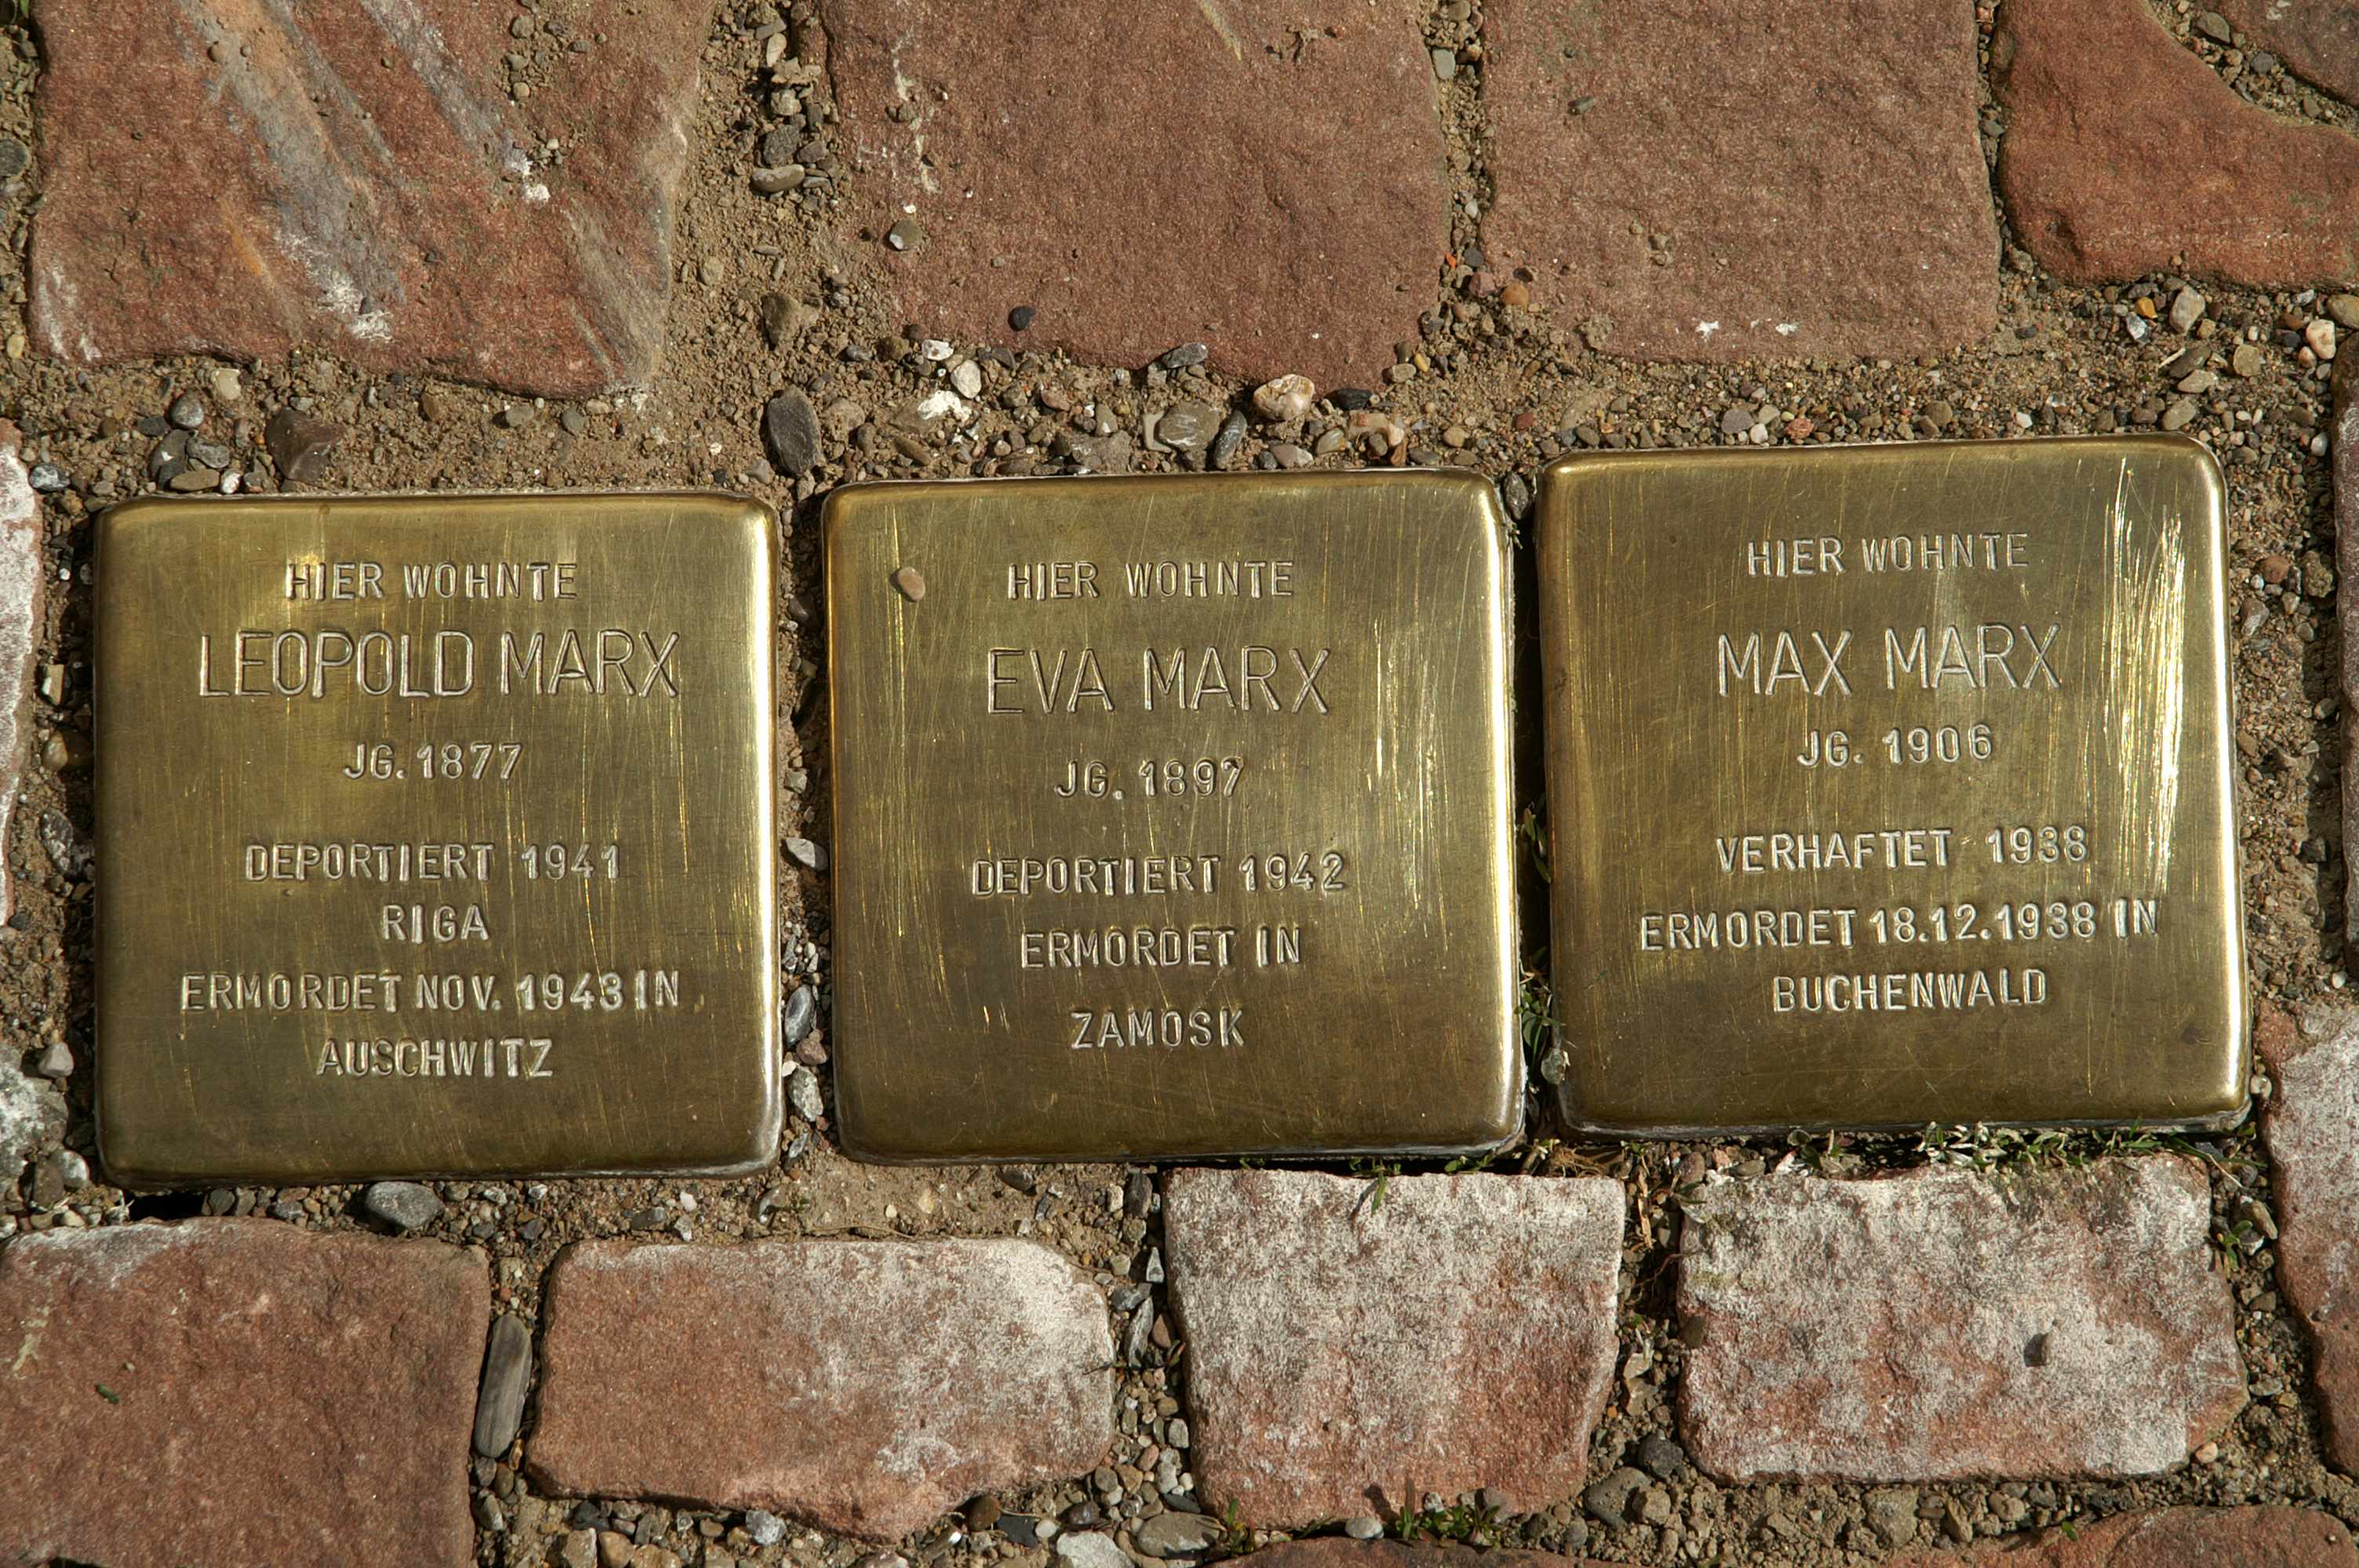 HIER WOHNTE
LEOPOLD MARX
JG. 1877
DEPORTIERT 1941
RIGA
ERMORDET NOV. 1943 IN
AUSCHWITZ
HIER WOHNTE
EVA MARX
JG. 1897
DEPORTIERT 1942
ERMORDET IN
ZAMOSK
HIER WOHNTE
MAX MARX
JG. 1906
VERHAFTET 1938
ERMORDET 18.12.1938 IN
BUCHENWALD